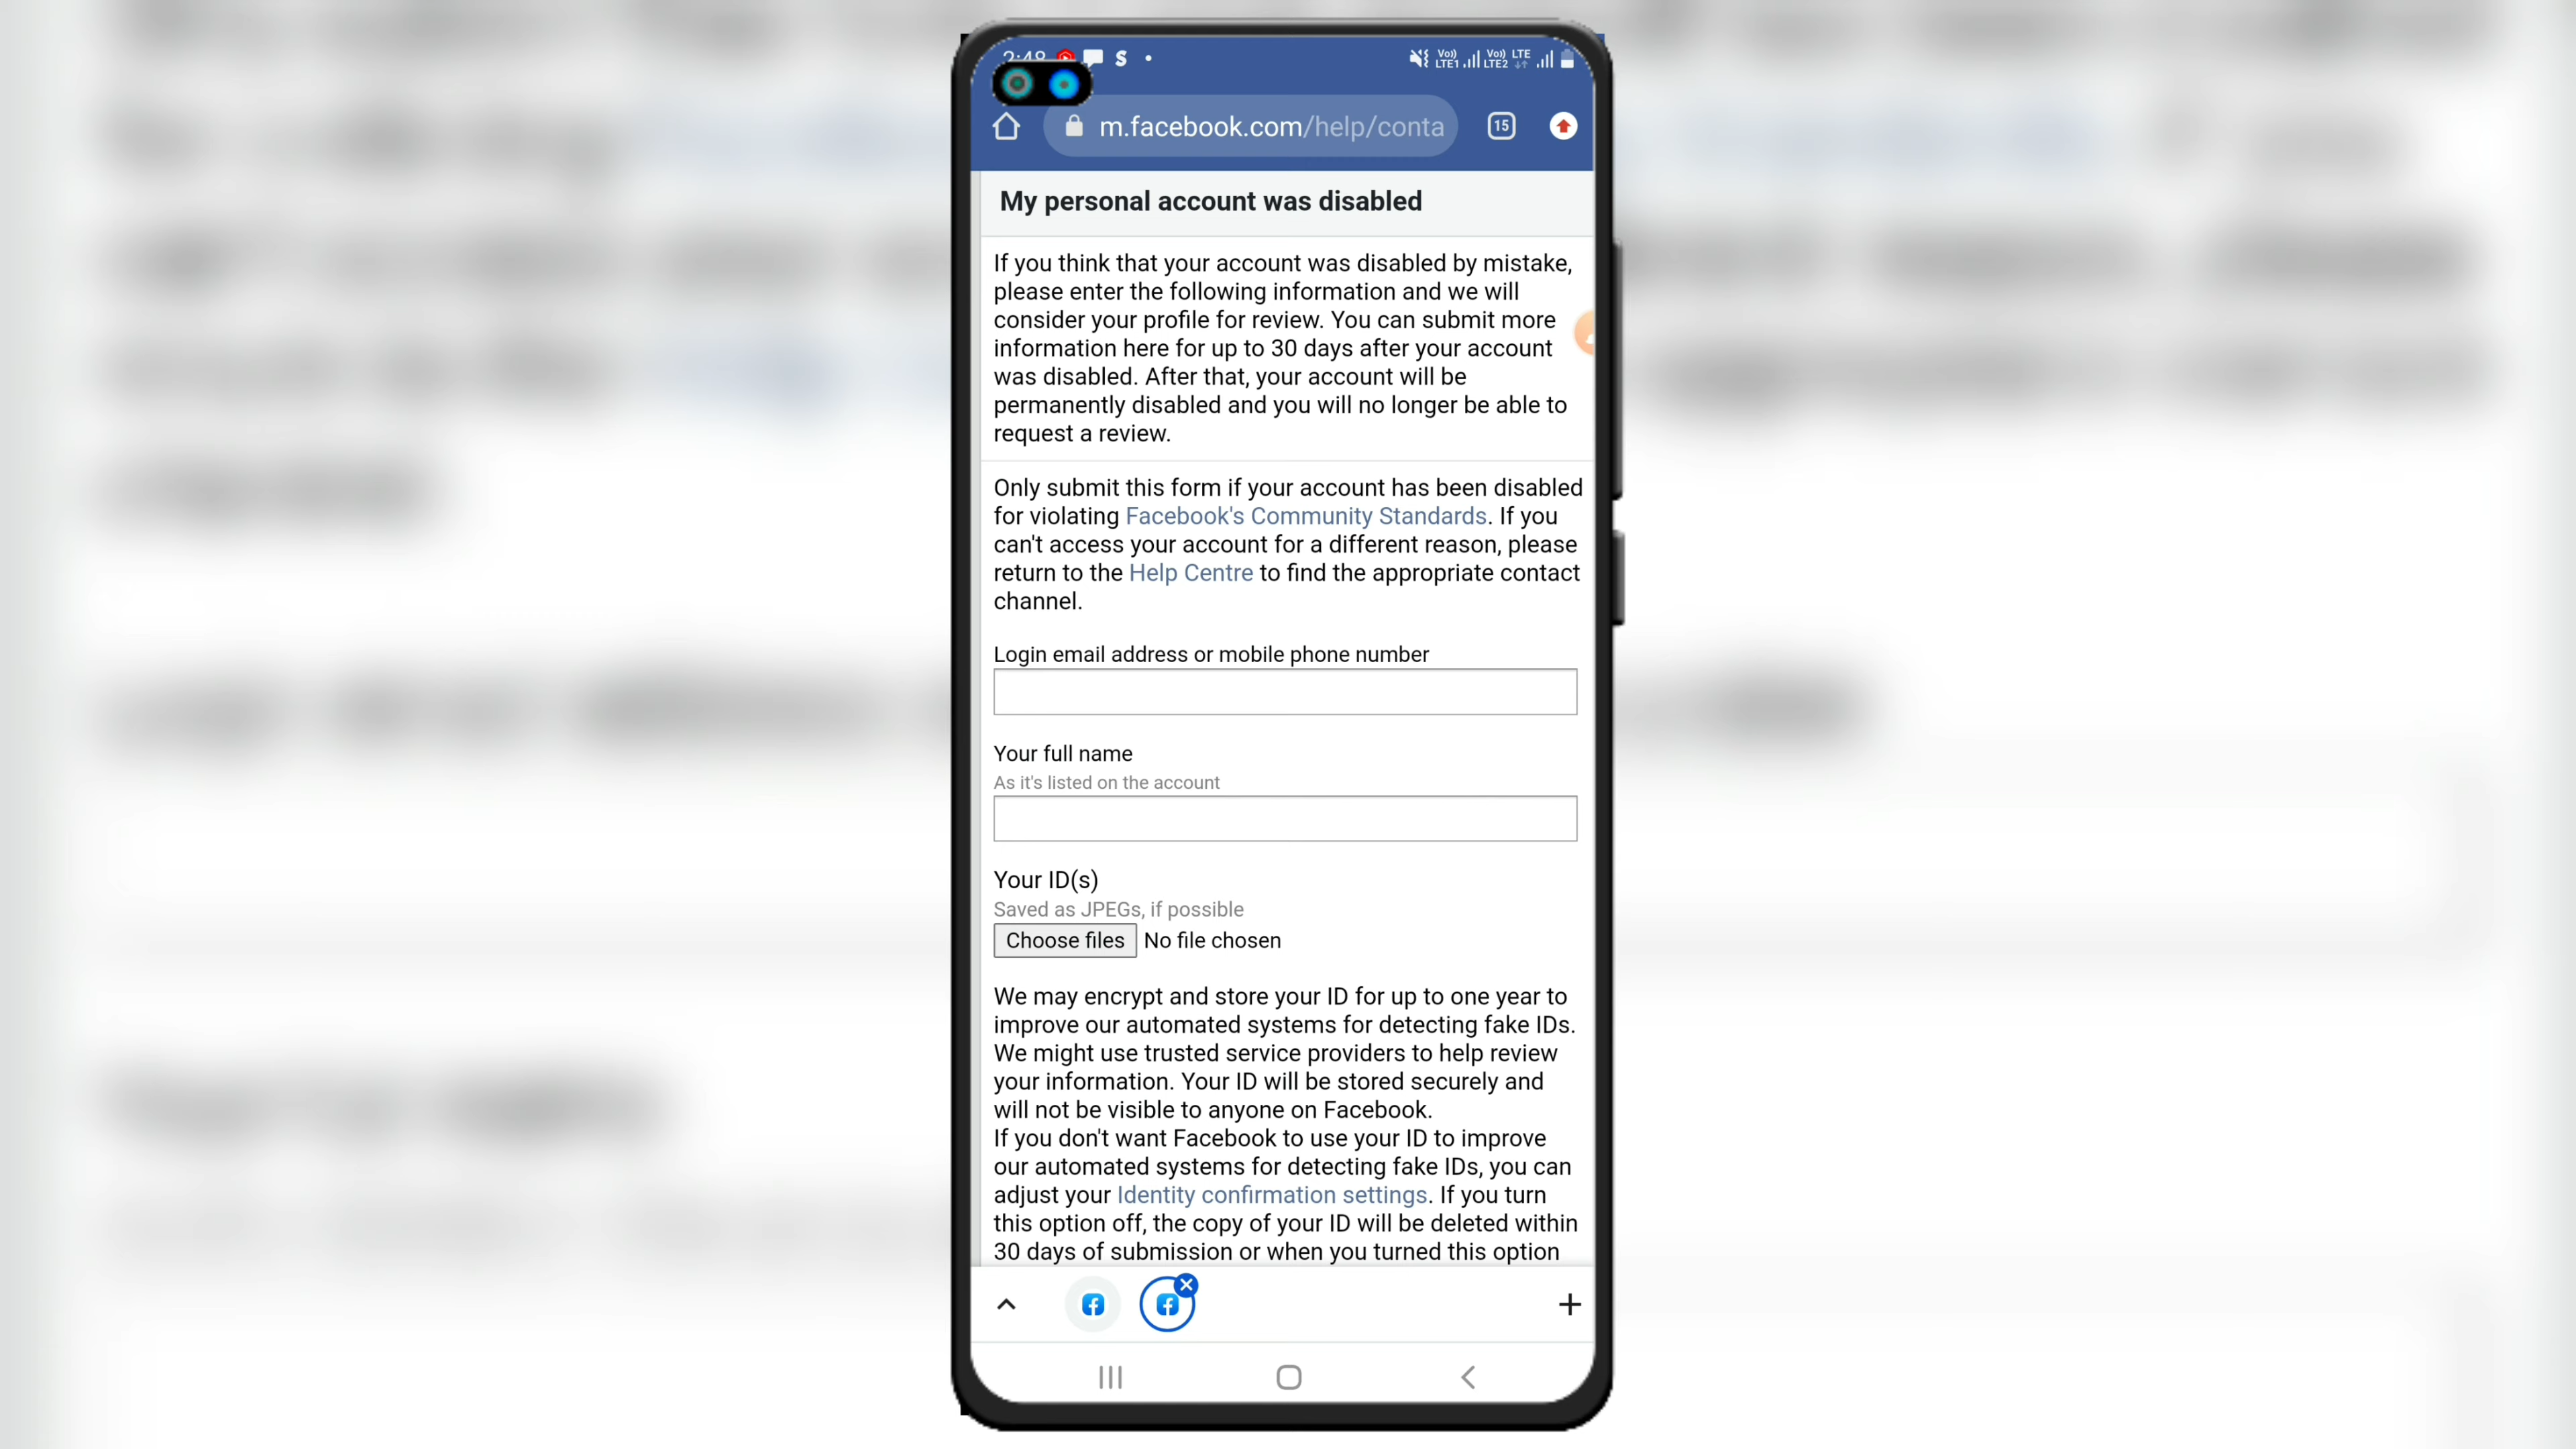 2:48
Vo)) LTE1 Vo)) LTE2 LTE
m.facebook.com/help/conta
15
My personal account was disabled
If you think that your account was disabled by mistake,
please enter the following information and we will
consider your profile for review. You can submit more
information here for up to 30 days after your account
was disabled. After that, your account will be
permanently disabled and you will no longer be able to
request a review.
Only submit this form if your account has been disabled
for violating Facebook's Community Standards. If you
can't access your account for a different reason, please
return to the Help Centre to find the appropriate contact
channel.
Login email address or mobile phone number
Your full name
As it's listed on the account
Your ID(s)
Saved as JPEGs, if possible
Choose files No file chosen
We may encrypt and store your ID for up to one year to
improve our automated systems for detecting fake IDs.
We might use trusted service providers to help review
your information. Your ID will be stored securely and
will not be visible to anyone on Facebook.
If you don't want Facebook to use your ID to improve
our automated systems for detecting fake IDs, you can
adjust your Identity confirmation settings. If you turn
this option off, the copy of your ID will be deleted within
30 days of submission or when you turned this option